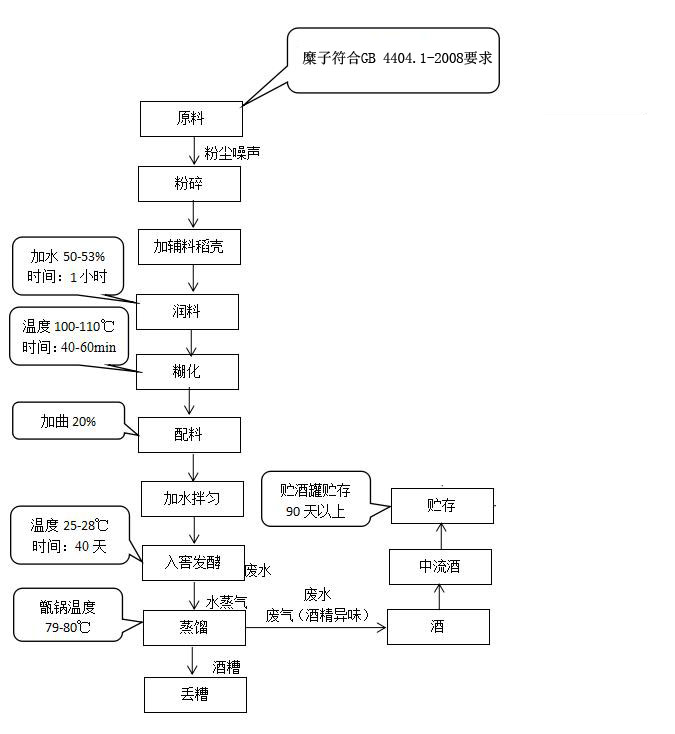 糜子符合GB 4404.1-2008要求
原料
粉尘噪声
粉碎
加辅料稻壳
加水 50-53%
时间：1 小时
润料
温度 100-110℃
时间：40-60min
糊化
加曲 20%
配料
加水拌匀
贮酒罐贮存
90 天以上
贮存
温度 25-28℃
时间：40 天
入窖发酵
废水
中流酒
水蒸气
废水
废气（酒精异味）
甑锅温度
79-80℃
蒸馏
酒
酒糟
丢糟